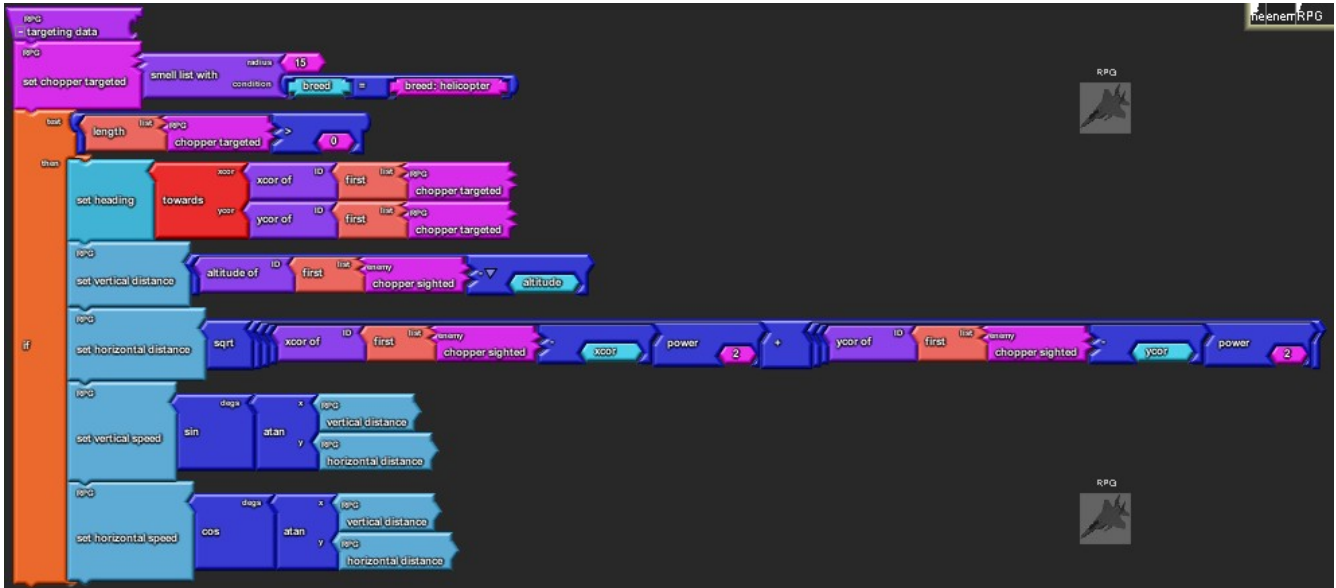 RPG
- targeting data
RPG
set chopper targeted
smell list with
radius
15
condition
breed
=
breed: helicopter
test
length
list
RPG
chopper targeted
>
0
then
set heading
towards
xcor
xcor of
ID
first
list
RPG
chopper targeted
ycor
ycor of
ID
first
list
RPG
chopper targeted
RPG
set vertical distance
altitude of
ID
first
list
enemy
chopper sighted
-
altitude
if
RPG
set horizontal distance
sqrt
xcor of
ID
first
list
enemy
chopper sighted
-
xcor
power
2
+
ycor of
ID
first
list
enemy
chopper sighted
-
ycor
power
2
RPG
set vertical speed
sin
degs
atan
x
RPG
vertical distance
y
RPG
horizontal distance
RPG
set horizontal speed
cos
degs
atan
x
RPG
vertical distance
y
RPG
horizontal distance
RPG
RPG
RPG